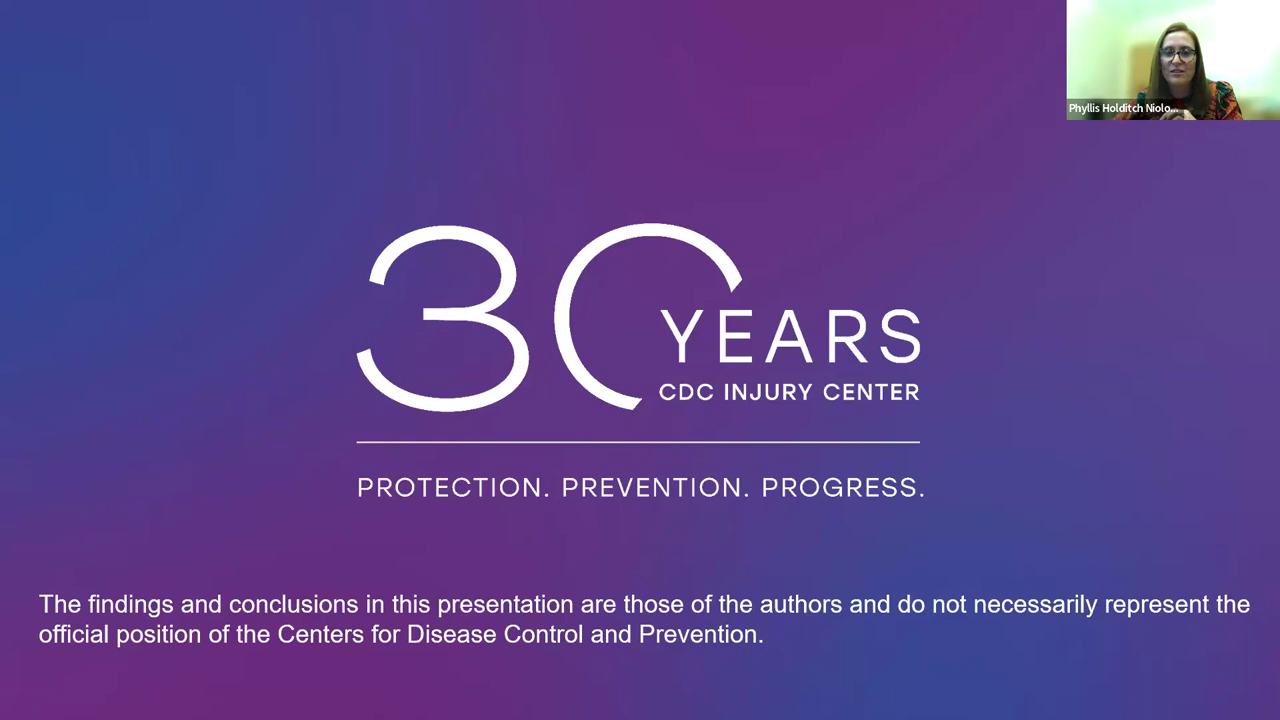 Phyllis Holditch Niolo...
30
YEARS
CDC INJURY CENTER
PROTECTION. PREVENTION. PROGRESS.
The findings and conclusions in this presentation are those of the authors and do not necessarily represent the
official position of the Centers for Disease Control and Prevention.